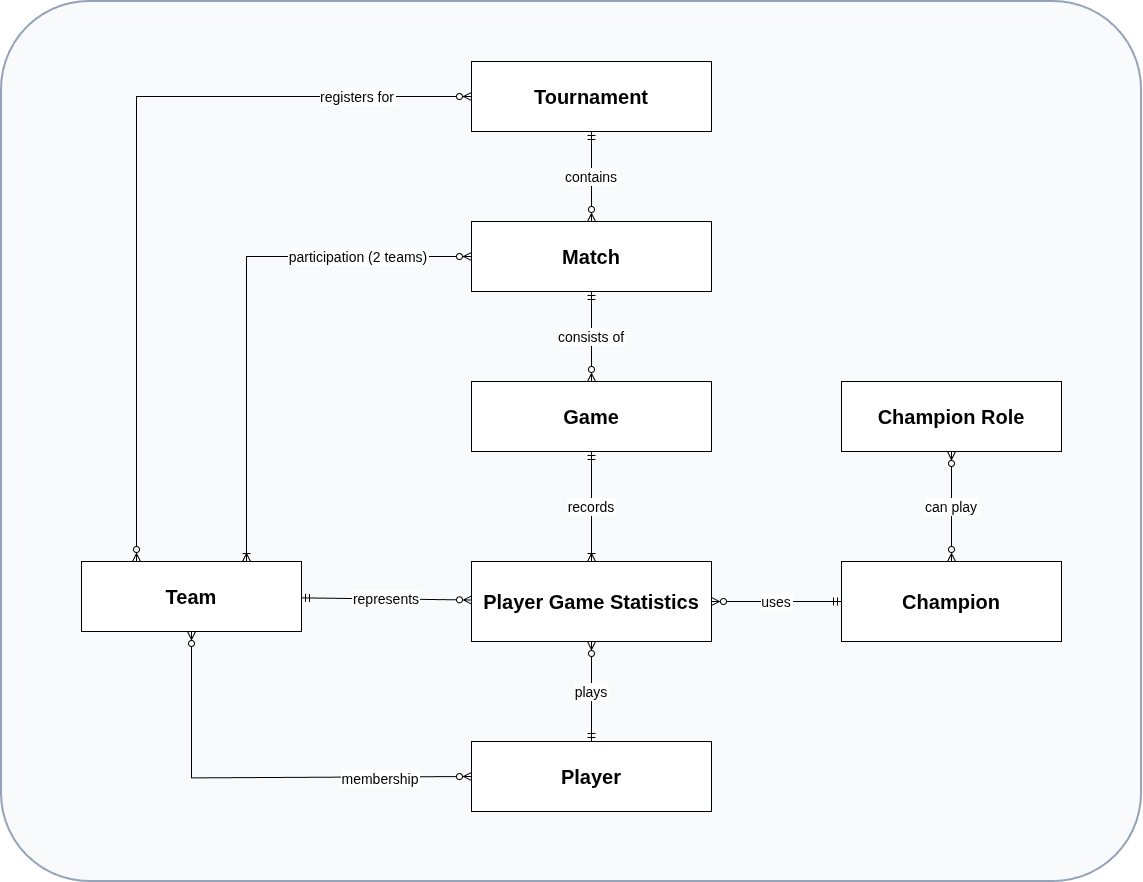 registers for
Tournament
contains
participation (2 teams)
Match
consists of
Game
Champion Role
records
can play
Team
represents
Player Game Statistics
uses
Champion
plays
membership
Player